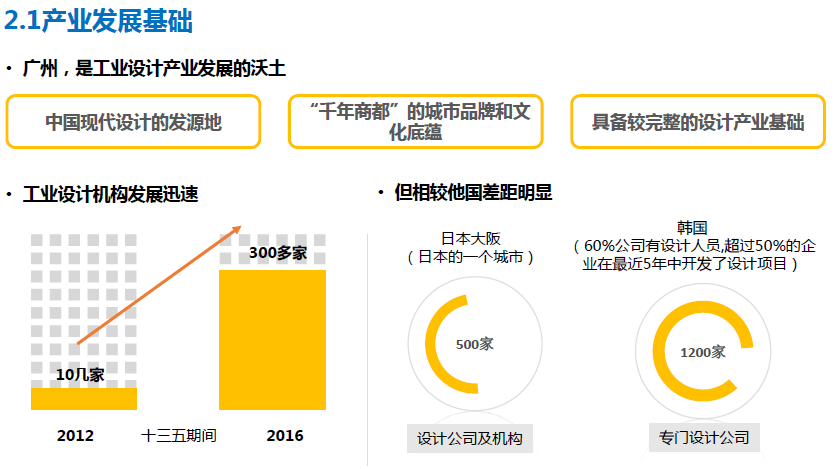 2.1产业发展基础
• 广州，是工业设计产业发展的沃土
中国现代设计的发源地
“千年商都”的城市品牌和文
化底蕴
具备较完整的设计产业基础
• 工业设计机构发展迅速
300多家
10几家
2012
十三五期间
2016
• 但相较他国差距明显
日本大阪
（日本的一个城市）
500家
设计公司及机构
韩国
（60%公司有设计人员,超过50%的企
业在最近5年中开发了设计项目）
1200家
专门设计公司